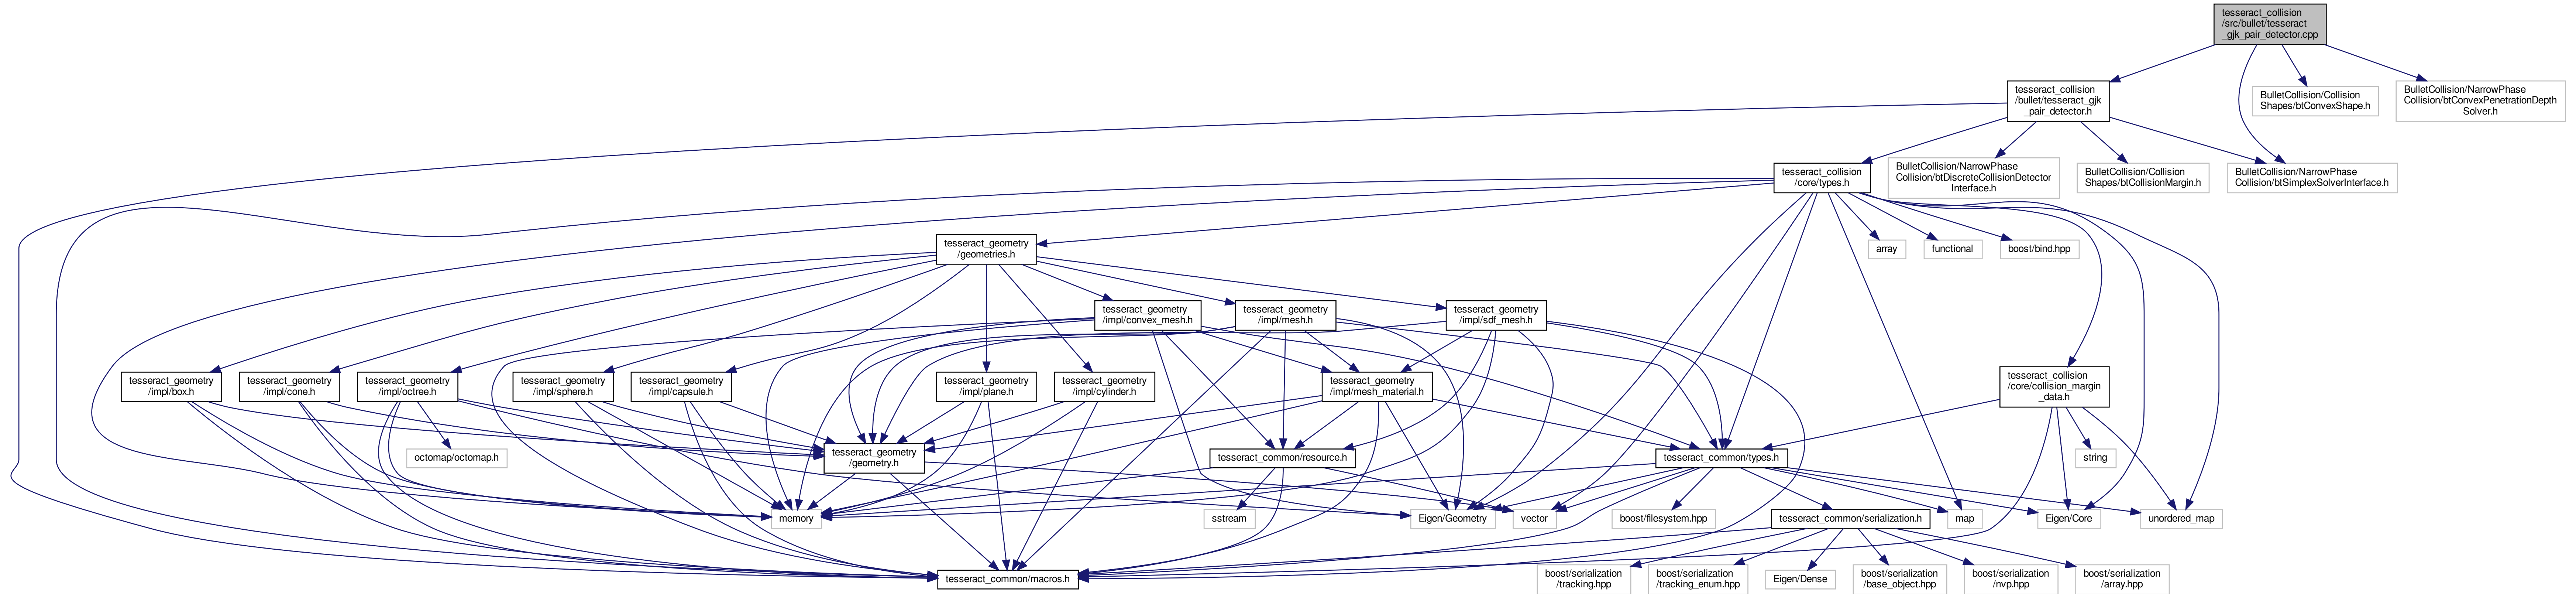 tesseract_collision
/src/bullet/tesseract
_gjk_pair_detector.cpp
tesseract_collision
/bullet/tesseract_gjk
_pair_detector.h
BulletCollision/Collision
Shapes/btConvexShape.h
BulletCollision/NarrowPhase
Collision/btConvexPenetrationDepth
Solver.h
tesseract_collision
/core/types.h
BulletCollision/NarrowPhase
Collision/btDiscreteCollisionDetector
Interface.h
BulletCollision/Collision
Shapes/btCollisionMargin.h
BulletCollision/NarrowPhase
Collision/btSimplexSolverInterface.h
tesseract_geometry
/geometries.h
array
functional
boost/bind.hpp
tesseract_geometry
/impl/convex_mesh.h
tesseract_geometry
/impl/mesh.h
tesseract_geometry
/impl/sdf_mesh.h
tesseract_geometry
/impl/box.h
tesseract_geometry
/impl/cone.h
tesseract_geometry
/impl/octree.h
tesseract_geometry
/impl/sphere.h
tesseract_geometry
/impl/capsule.h
tesseract_geometry
/impl/plane.h
tesseract_geometry
/impl/cylinder.h
tesseract_geometry
/impl/mesh_material.h
tesseract_collision
/core/collision_margin
_data.h
octomap/octomap.h
tesseract_geometry
/geometry.h
tesseract_common/resource.h
tesseract_common/types.h
string
memory
sstream
Eigen/Geometry
vector
boost/filesystem.hpp
tesseract_common/serialization.h
map
Eigen/Core
unordered_map
tesseract_common/macros.h
boost/serialization
/tracking.hpp
boost/serialization
/tracking_enum.hpp
Eigen/Dense
boost/serialization
/base_object.hpp
boost/serialization
/nvp.hpp
boost/serialization
/array.hpp